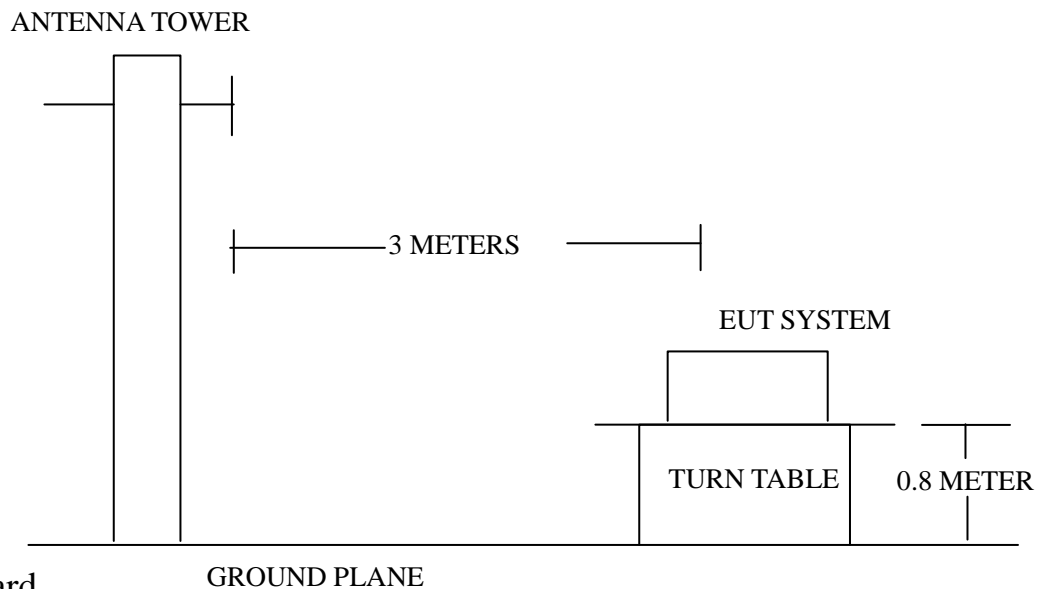 ANTENNA TOWER
3 METERS
EUT SYSTEM
TURN TABLE
0.8 METER
GROUND PLANE